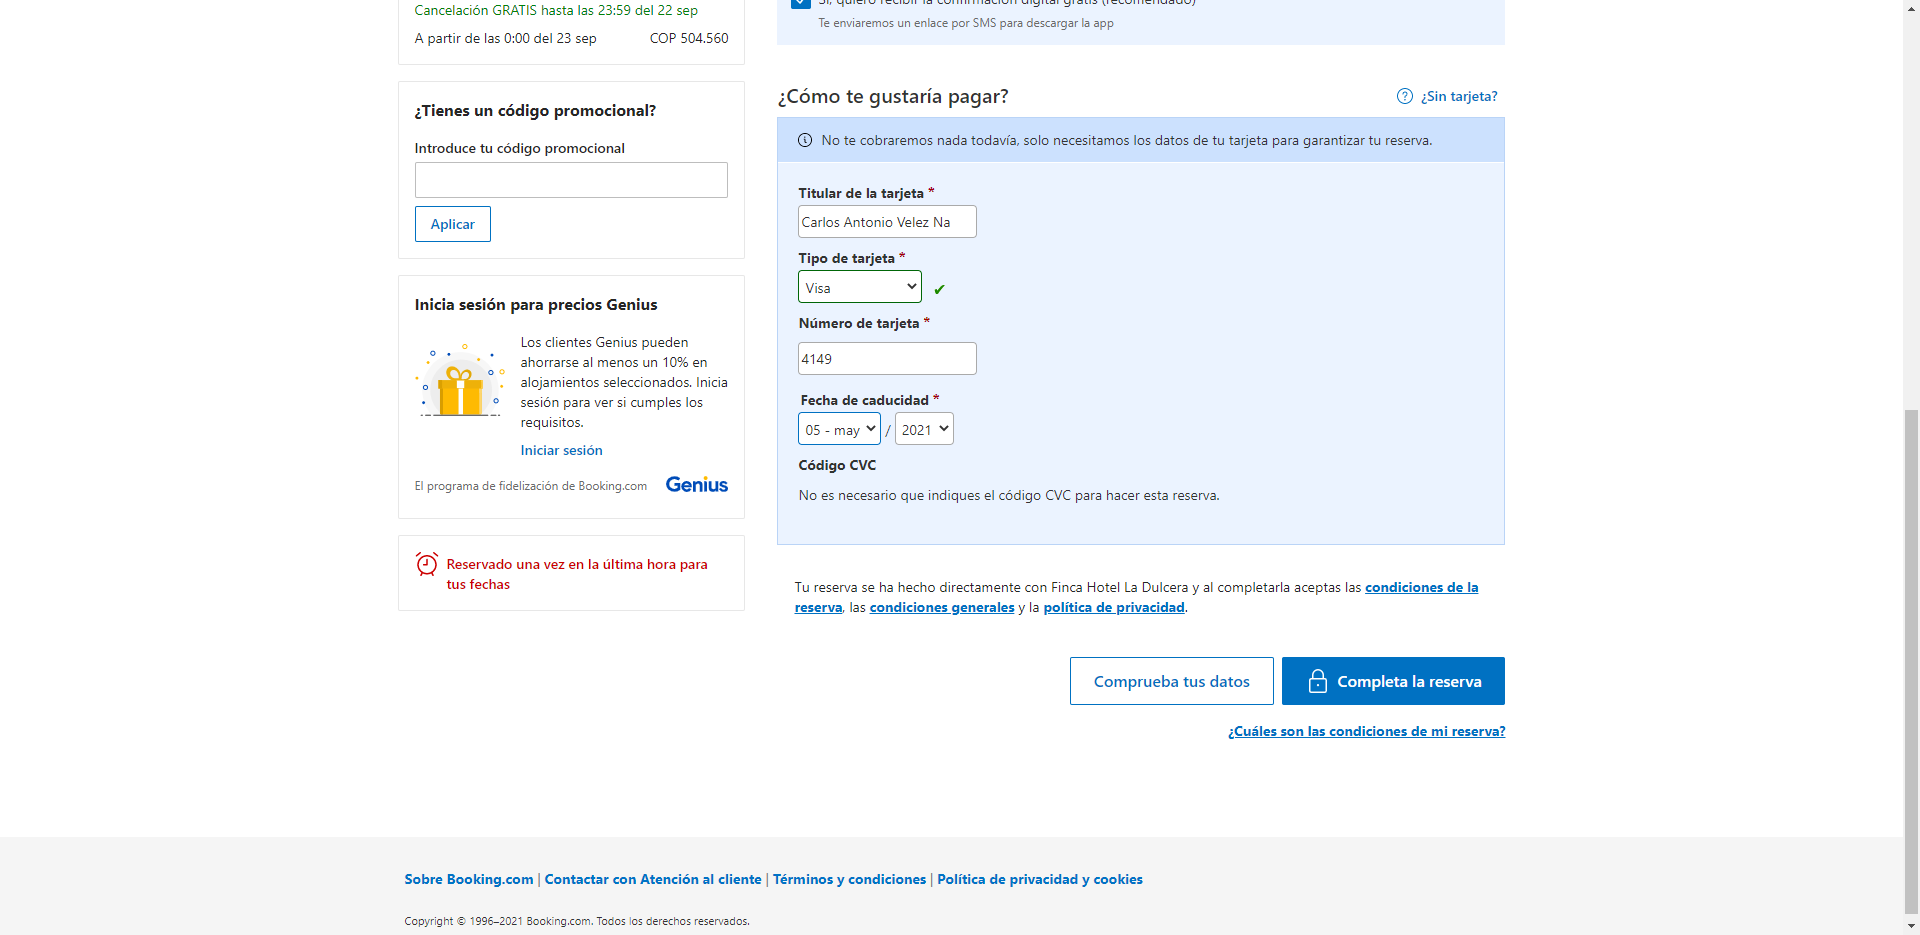 Cancelación GRATIS hasta las 23:59 del 22 sep
A partir de las 0:00 del 23 sep COP 504.560
¿Tienes un código promocional?
Introduce tu código promocional
Aplicar
Inicia sesión para precios Genius
Los clientes Genius pueden
ahorrarse al menos un 10% en
alojamientos seleccionados. Inicia
sesión para ver si cumples los
requisitos.
Iniciar sesión
El programa de fidelización de Booking.com Genius
Reservado una vez en la última hora para
tus fechas
Sí, quiero recibir la confirmación digital gratis (recomendado)
Te enviaremos un enlace por SMS para descargar la app
¿Cómo te gustaría pagar?
¿Sin tarjeta?
No te cobraremos nada todavía, solo necesitamos los datos de tu tarjeta para garantizar tu reserva.
Titular de la tarjeta *
Carlos Antonio Velez Na
Tipo de tarjeta *
Visa
Número de tarjeta *
4149
Fecha de caducidad *
05 - may / 2021
Código CVC
No es necesario que indiques el código CVC para hacer esta reserva.
Tu reserva se ha hecho directamente con Finca Hotel La Dulcera y al completarla aceptas las condiciones de la
reserva, las condiciones generales y la política de privacidad.
Comprueba tus datos
Completa la reserva
¿Cuáles son las condiciones de mi reserva?
Sobre Booking.com | Contactar con Atención al cliente | Términos y condiciones | Política de privacidad y cookies
Copyright © 1996–2021 Booking.com. Todos los derechos reservados.